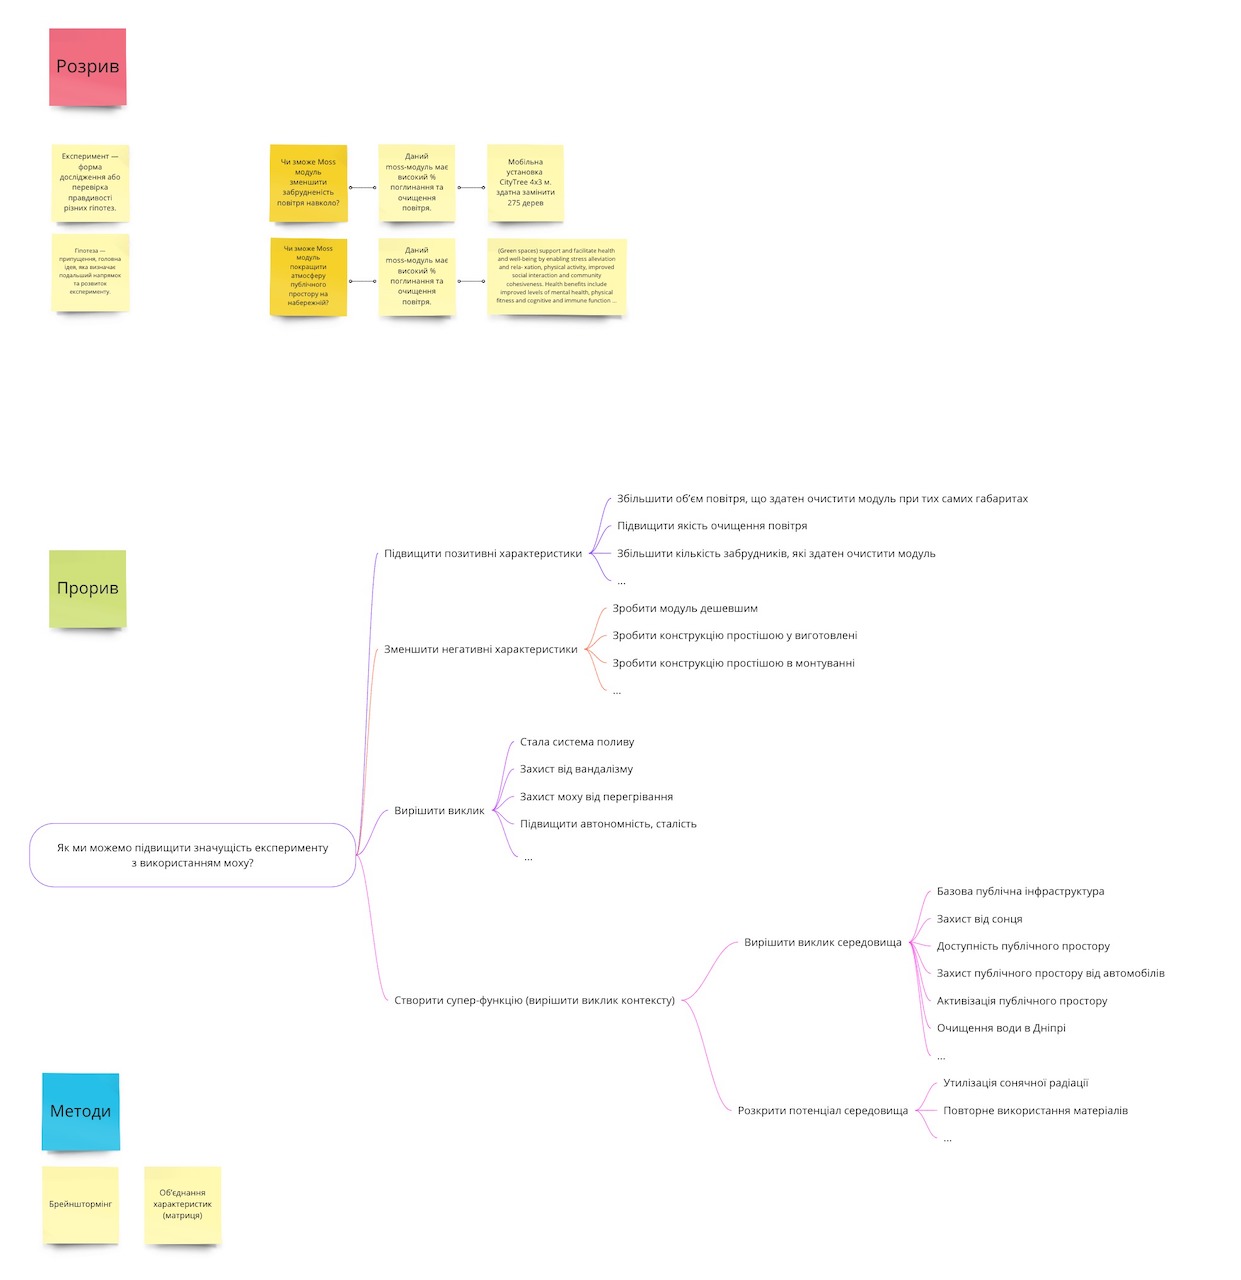 Розрив
Експеримент —
форма
дослідження або
перевірка
правдивості
різних гіпотез.
Чи зможе Moss
модуль
зменшити
забрудненість
повітря навколо?
Даний
moss-модуль має
високий %
поглинання та
очищення
повітря.
Мобільна
установка
CityTree 4х3 м.
здатна замінити
275 дерев
Гіпотеза —
припущення, головна
ідея, яка визначає
подальший напрямок
та розвиток
експерименту.
Чи зможе Moss
модуль
покращити
атмосферу
публічного
простору на
набережній?
Даний
moss-модуль має
високий %
поглинання та
очищення
повітря.
(Green spaces) support and facilitate health
and well-being by enabling stress alleviation
and rela- xation, physical activity, improved
social interaction and community
cohesiveness. Health benefits include
improved levels of mental health, physical
fitness and cognitive and immune function ...
Прорив
Як ми можемо підвищити значущість експерименту
з використанням моху?
Підвищити позитивні характеристики
Збільшити об’єм повітря, що здатен очистити модуль при тих самих габаритах
Підвищити якість очищення повітря
Збільшити кількість забрудників, які здатен очистити модуль
...
Зменшити негативні характеристики
Зробити модуль дешевшим
Зробити конструкцію простішою у виготовлені
Зробити конструкцію простішою в монтуванні
...
Вирішити виклик
Стала система поливу
Захист від вандалізму
Захист моху від перегрівання
Підвищити автономність, сталість
...
Створити супер-функцію (вирішити виклик контексту)
Вирішити виклик середовища
Базова публічна інфраструктура
Захист від сонця
Доступність публічного простору
Захист публічного простору від автомобілів
Активізація публічного простору
Очищення води в Дніпрі
...
Розкрити потенціал середовища
Утилізація сонячної радіації
Повторне використання матеріалів
...
Методи
Брейнштормінг
Об’єднання
характеристик
(матриця)